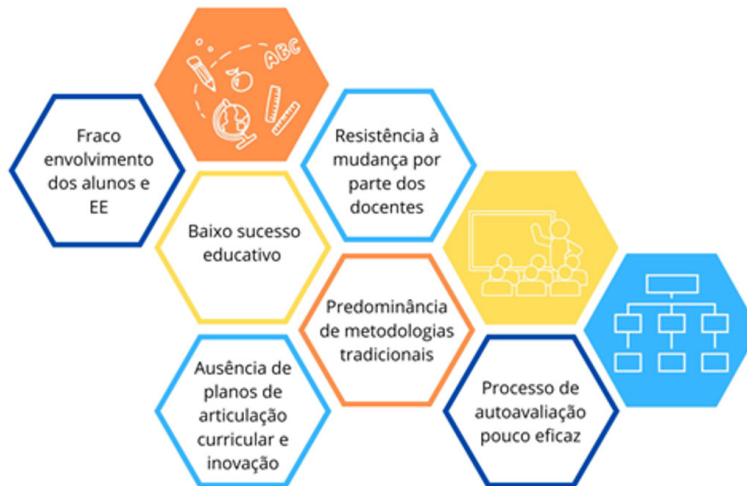 ABC
Fraco
envolvimento
dos alunos e
EE
Resistência à
mudança por
parte dos
docentes
Baixo sucesso
educativo
Predominância
de metodologias
tradicionais
Ausência de
planos de
articulação
curricular e
inovação
Processo de
autoavaliação
pouco eficaz